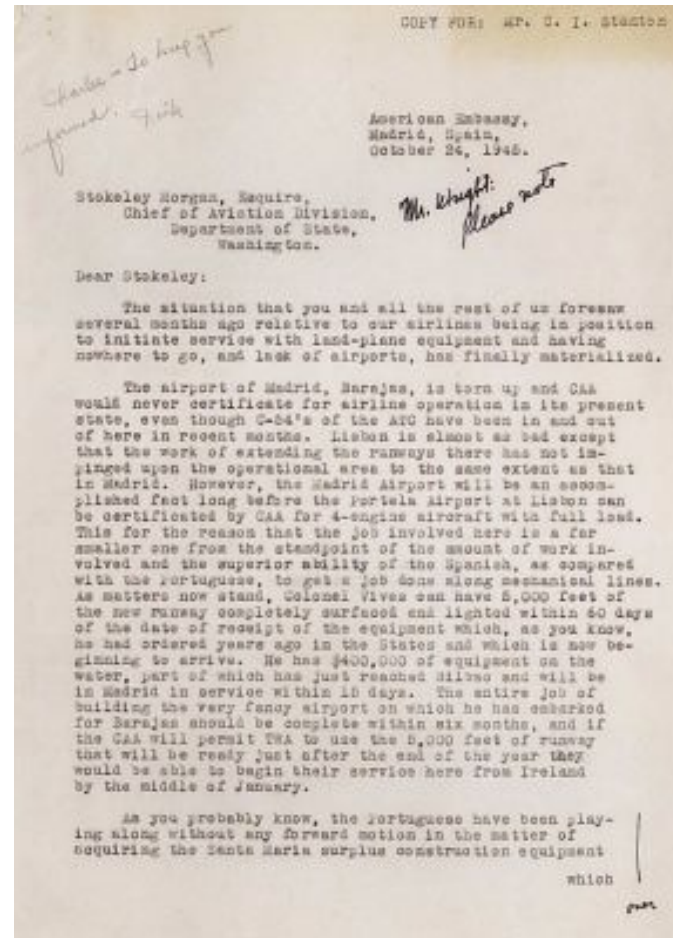 COPY FOR: Mr. C. I. Stanton
Charlie - To keep you
informed.
American Embassy,
Madrid, Spain,
October 24, 1945.
Mr. Wright:
Please note
Stokeley Morgan, Esquire,
Chief of Aviation Division,
Department of State,
Washington.
Dear Stokeley:
The situation that you and all the rest of us foresaw
several months ago relative to our airlines being in position
to initiate service with land-plane equipment and having
nowhere to go, and lack of airports, has finally materialized.
The airport of Madrid, Barajas, is torn up and CAA
would never certificate for airline operation in its present
state, even though C-54's of the ATC have been in and out
of here in recent months. Lisbon is almost as bad except
that the work of extending the runways there has not im-
pinged upon the operational area to the same extent as that
in Madrid. However, the Madrid Airport will be an accom-
plished fact long before the Portela Airport at Lisbon can
be certificated by CAA for 4-engine aircraft with full load.
This for the reason that the job involved here is a far
smaller one from the standpoint of the amount of work in-
volved and the superior ability of the Spanish, as compared
with the Portuguese, to get a job done along mechanical lines.
As matters now stand, Colonel Vives can have 5,000 feet of
the new runway completely surfaced and lighted within 60 days
of the date of receipt of the equipment which, as you know,
he had ordered years ago in the States and which is now be-
ginning to arrive. He has $400,000 of equipment on the
water, part of which has just reached Bilbao and will be
in Madrid in service within 15 days. The entire job of
building the very fancy airport on which he has embarked
for Barajas should be complete within six months, and if
the CAA will permit TWA to use the 5,000 feet of runway
that will be ready just after the end of the year they
would be able to begin their service here from Ireland
by the middle of January.
As you probably know, the Portuguese have been play-
ing along without any forward motion in the matter of
acquiring the Santa Maria surplus construction equipment
which
over